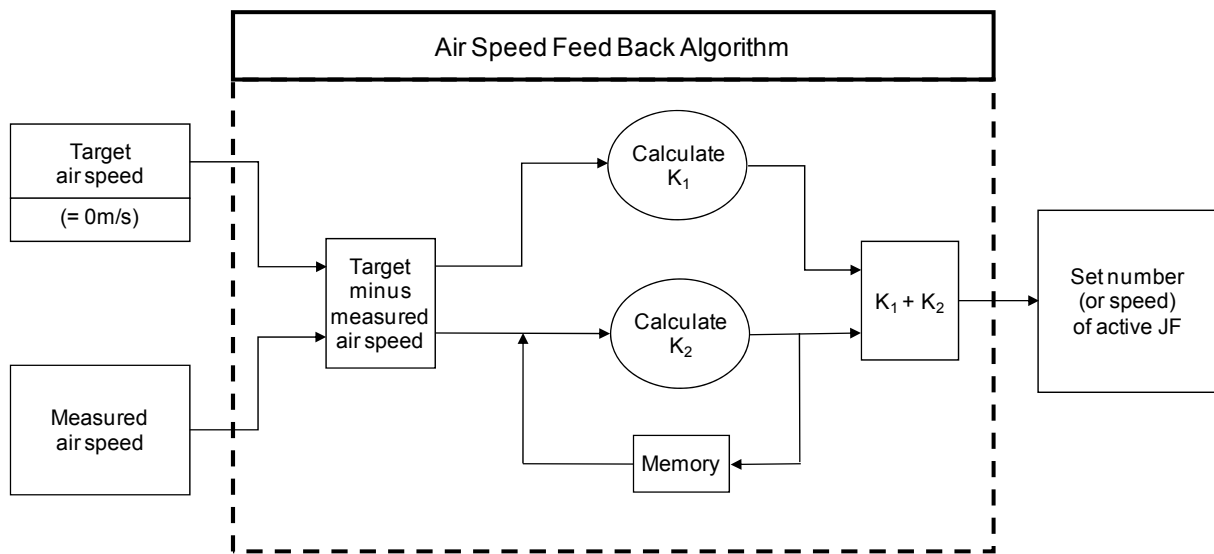 Air Speed Feed Back Algorithm
Target
air speed
(= 0m/s)
Measured
air speed
Target
minus
measured
air speed
Calculate
K₁
Calculate
K₂
Memory
K₁ + K₂
Set number
(or speed)
of active JF